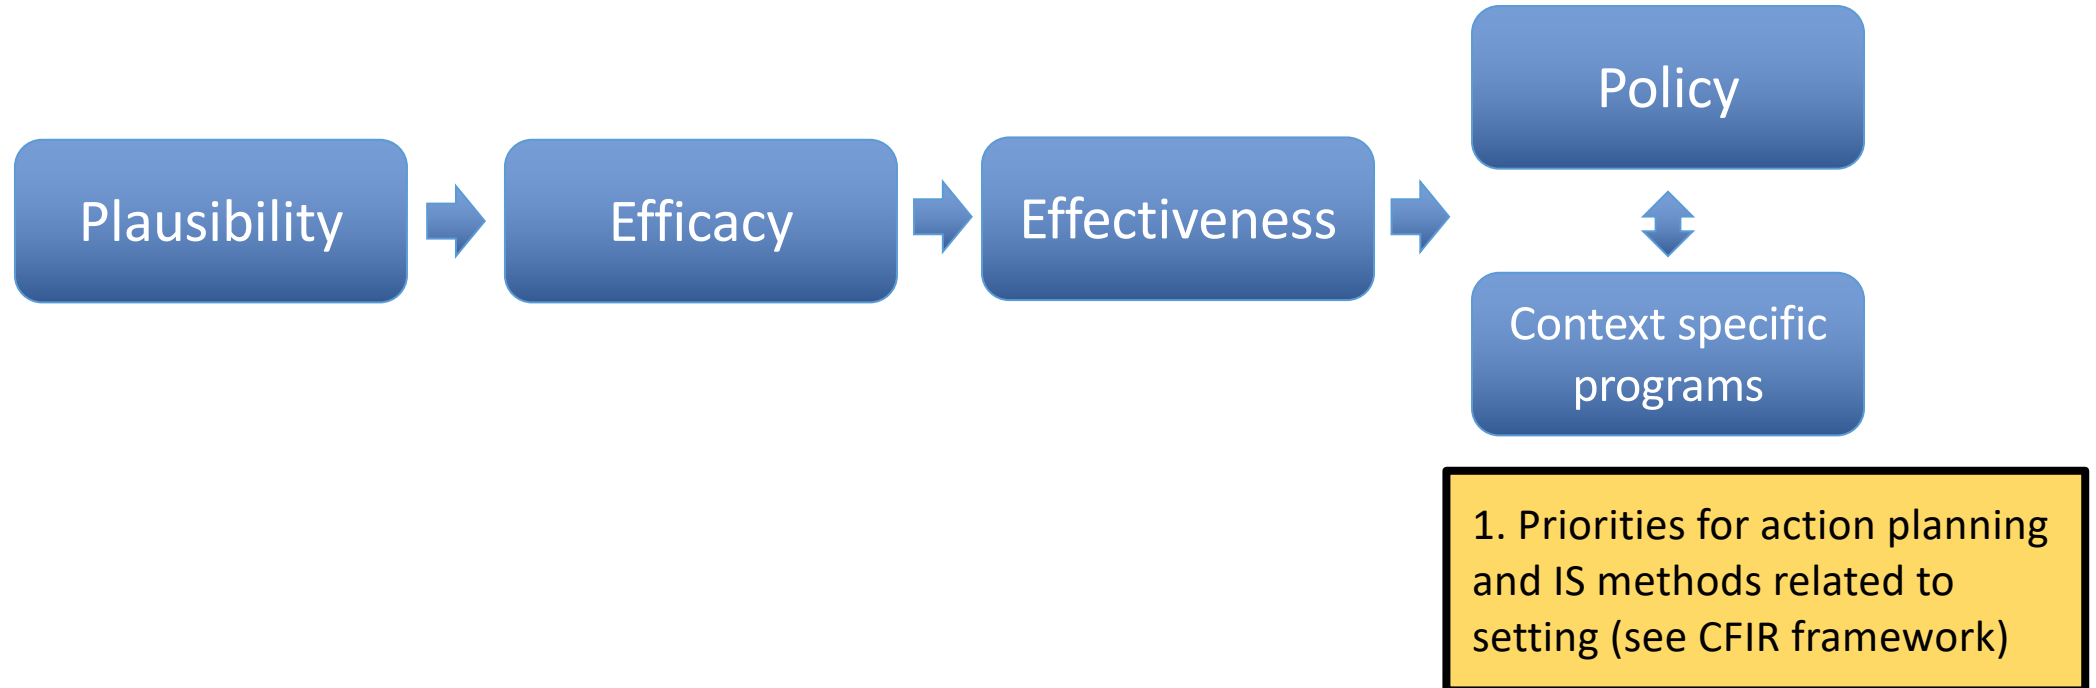 Policy
Plausibility
Efficacy
Effectiveness
Context specific
programs
1. Priorities for action planning
and IS methods related to
setting (see CFIR framework)